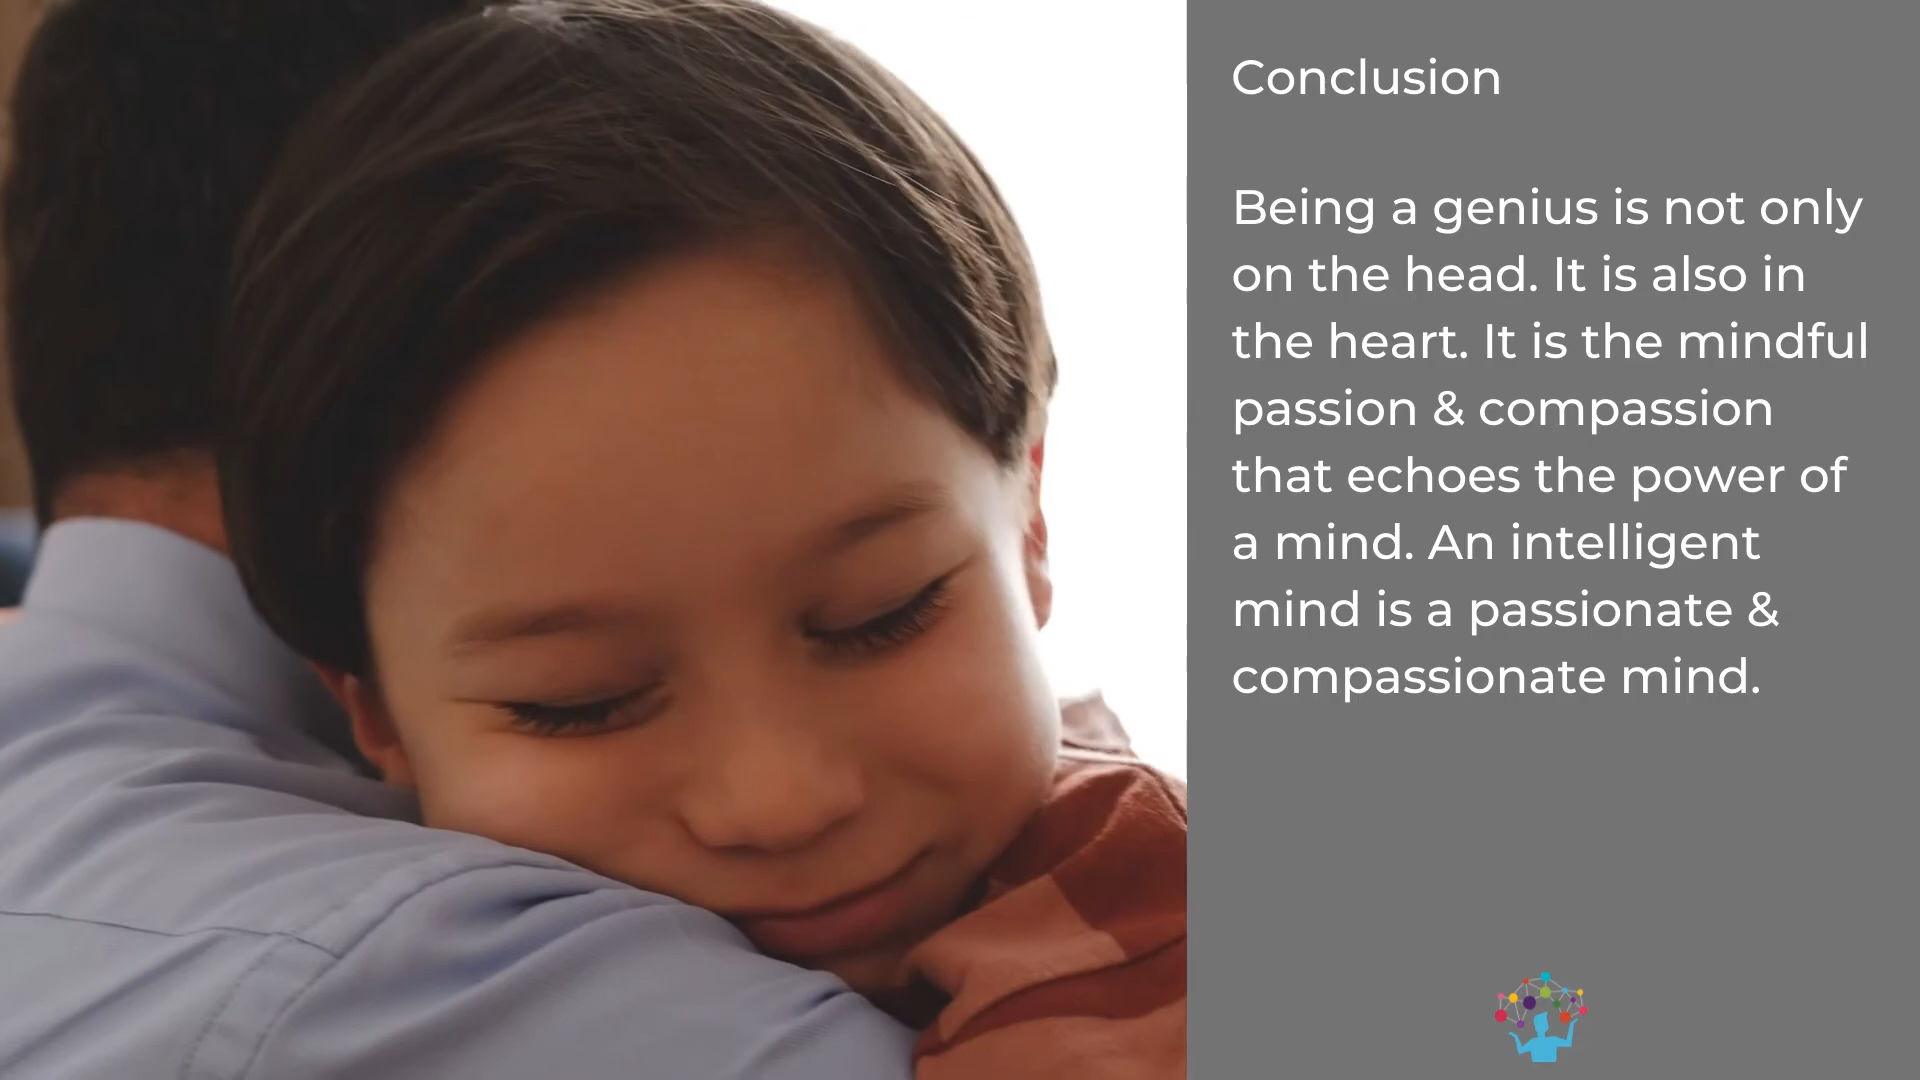 Conclusion
Being a genius is not only
on the head. It is also in
the heart. It is the mindful
passion & compassion
that echoes the power of
a mind. An intelligent
mind is a passionate &
compassionate mind.